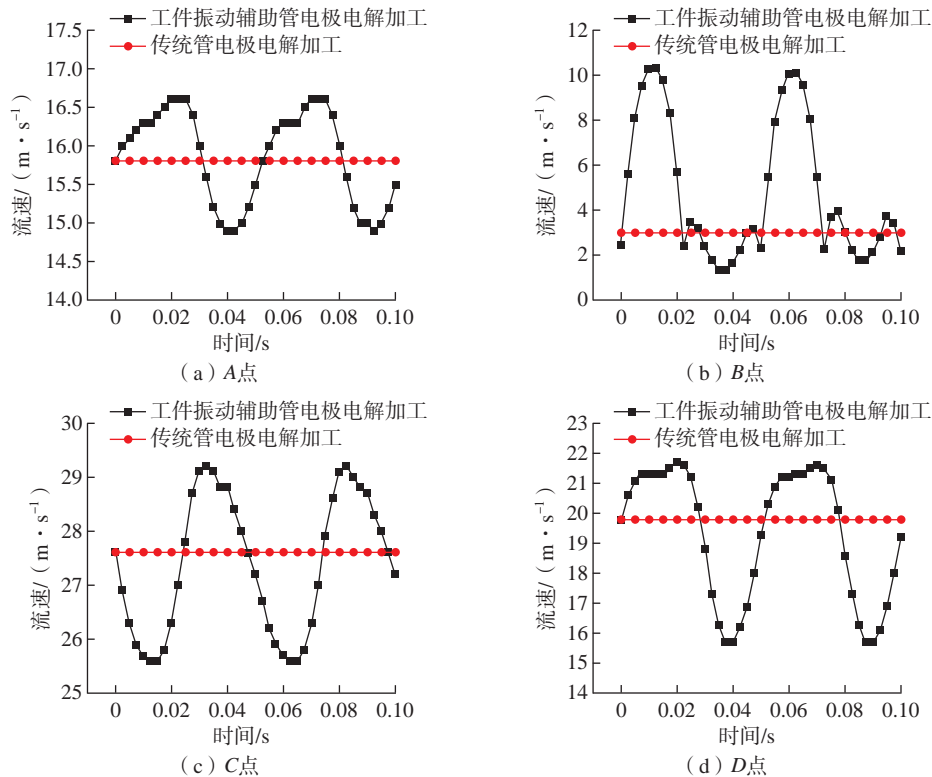 工件振动辅助管电极电解加工
传统管电极电解加工
17.5
17.0
16.5
16.0
15.5
15.0
14.5
14.0
流速/（m·s⁻¹）
0 0.02 0.04 0.06 0.08 0.10
时间/s
（a）A点
工件振动辅助管电极电解加工
传统管电极电解加工
12
10
8
6
4
2
0
流速/（m·s⁻¹）
0 0.02 0.04 0.06 0.08 0.10
时间/s
（b）B点
工件振动辅助管电极电解加工
传统管电极电解加工
30
29
28
27
26
25
流速/（m·s⁻¹）
0 0.02 0.04 0.06 0.08 0.10
时间/s
（c）C点
工件振动辅助管电极电解加工
传统管电极电解加工
23
22
21
20
19
18
17
16
15
14
流速/（m·s⁻¹）
0 0.02 0.04 0.06 0.08 0.10
时间/s
（d）D点